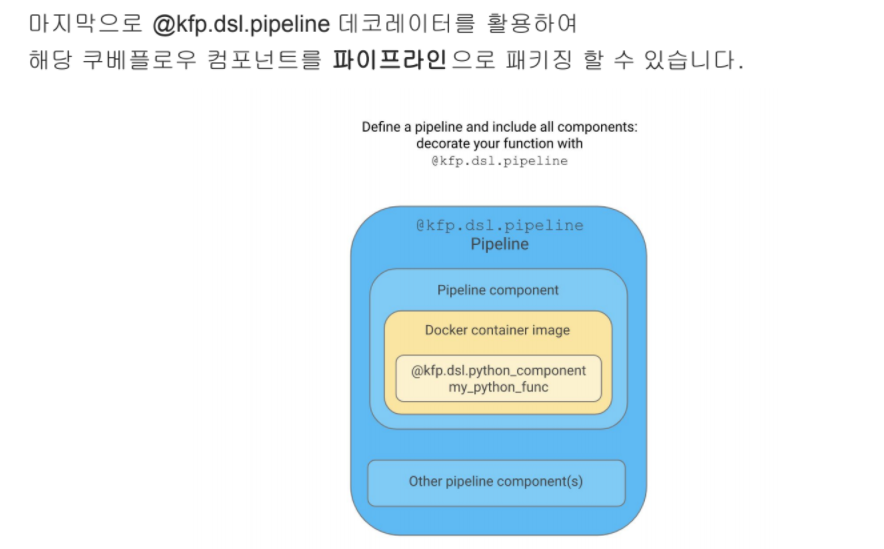 마지막으로 @kfp.dsl.pipeline 데코레이터를 활용하여
해당 쿠베플로우 컴포넌트를 파이프라인으로 패키징 할 수 있습니다.
Define a pipeline and include all components:
decorate your function with
@kfp.dsl.pipeline
@kfp.dsl.pipeline
Pipeline
Pipeline component
Docker container image
@kfp.dsl.python_component
my_python_func
Other pipeline component(s)